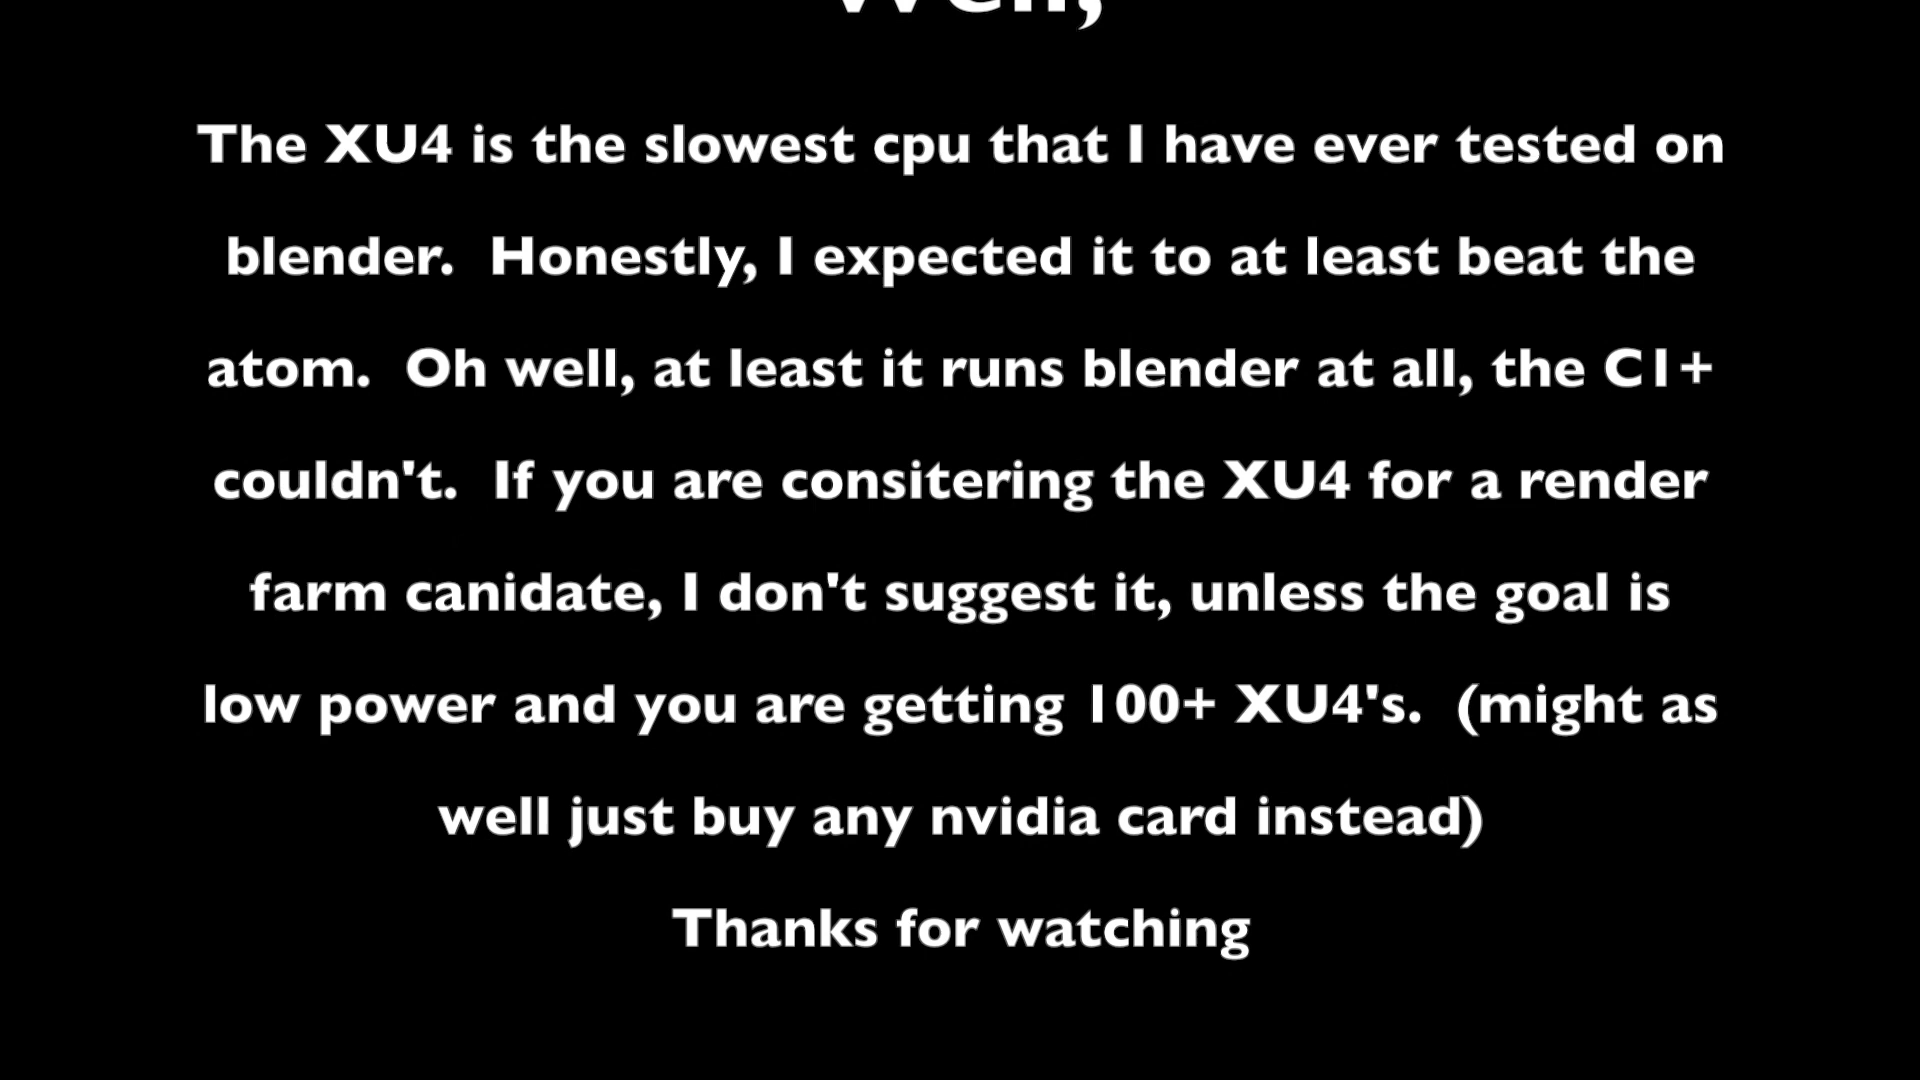 Well,
The XU4 is the slowest cpu that I have ever tested on
blender.  Honestly, I expected it to at least beat the
atom.  Oh well, at least it runs blender at all, the C1+
couldn't.  If you are consitering the XU4 for a render
farm canidate, I don't suggest it, unless the goal is
low power and you are getting 100+ XU4's.  (might as
well just buy any nvidia card instead)
Thanks for watching